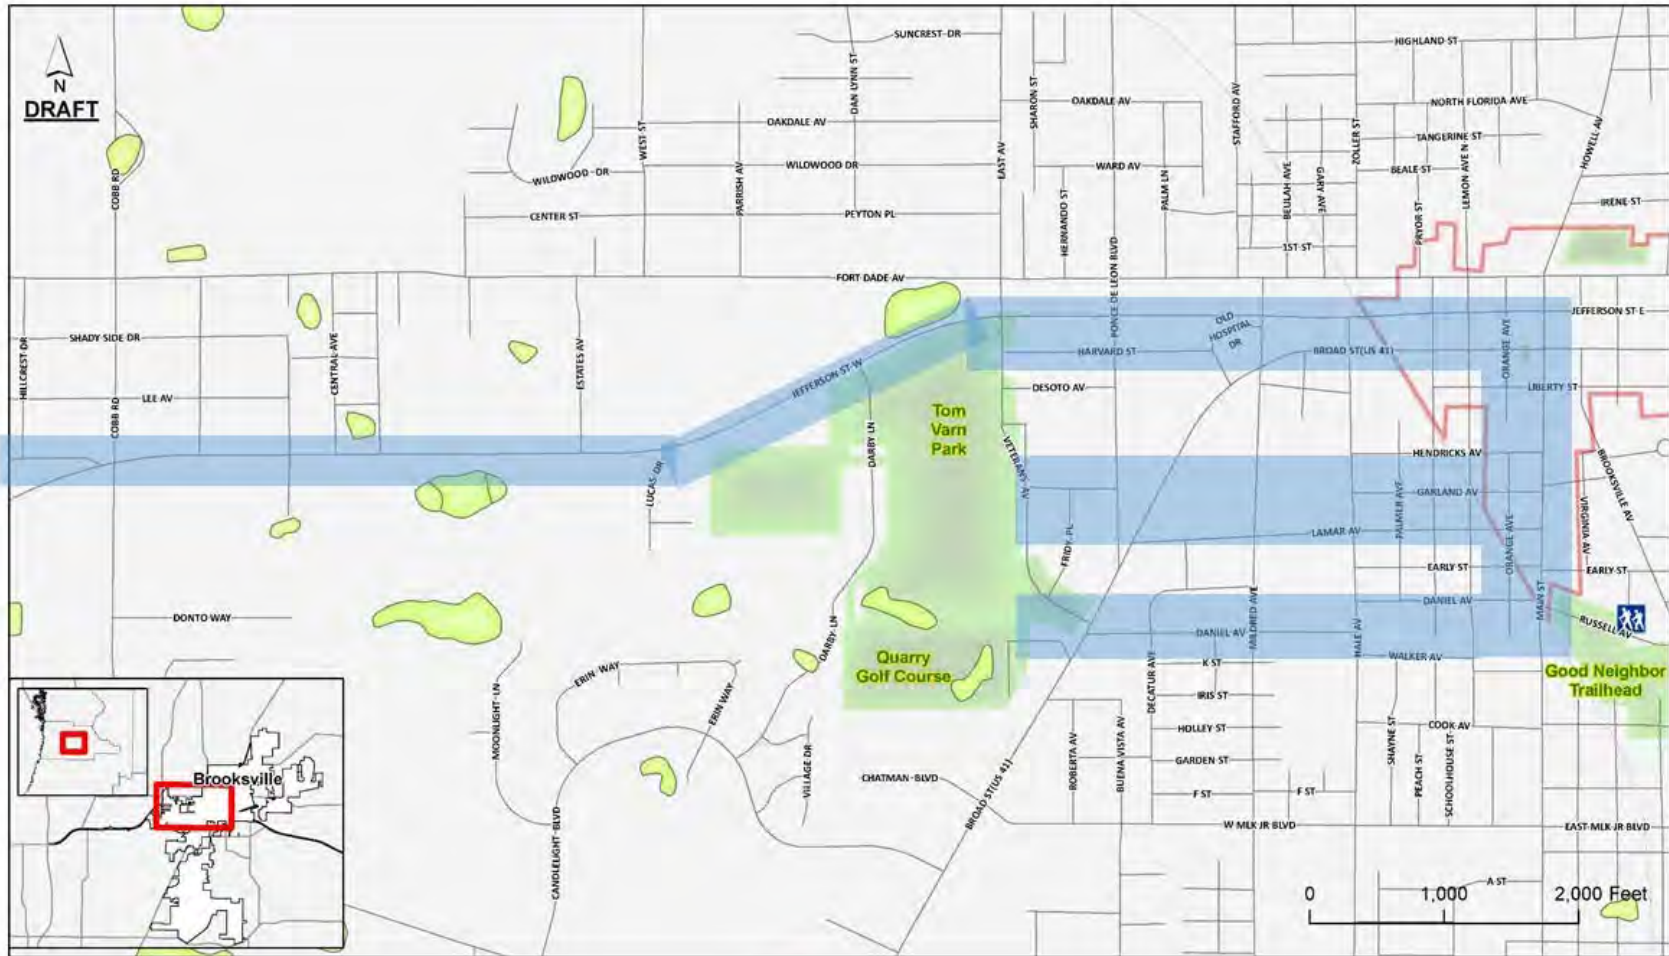 SUNCREST DR
HIGHLAND ST
N
DRAFT
DAN LYNN ST
SHARON ST
OAKDALE AV
STAFFORD AV
NORTH FLORIDA AVE
OAKDALE AV
WEST ST
EAST AV
ZOLLER ST
TANGERINE ST
LEMON AVE N
HOWELL AV
COBB RD
WILDWOOD DR
WILDWOOD DR
PARRISH AV
WARD AV
PALM LN
BEULAH AVE
GARY AVE
BEALE ST
IRENE ST
CENTER ST
PEYTON PL
HERNANDO ST
PRYOR ST
1ST ST
FORT DADE AV
PONCE DE LEON BLVD
JEFFERSON ST E
OLD
HOSPITAL
DR
HILLCREST DR
SHADY SIDE DR
CENTRAL AVE
ESTATES AV
HARVARD ST
BROAD ST(US 41)
ORANGE AVE
LEE AV
COBB RD
JEFFERSON ST W
DESOTO AV
LIBERTY ST
Tom
Varn
Park
DARBY LN
VETERANS AV
HENDRICKS AV
BROOKSVILLE AV
LUCAS DR
GARLAND AV
PALMER AVE
VIRGINIA AV
FRIDY PL
LAMAR AV
ORANGE AVE
EARLY ST
EARLY ST
DONTO WAY
DARBY LN
DANIEL AV
MAIN ST
RUSSELL AV
MILDRED AVE
DANIEL AV
HALE AV
WALKER AV
Quarry
Golf Course
ERIN WAY
ERIN WAY
MOONLIGHT LN
DECATUR AVE
K ST
Good Neighbor
Trailhead
IRIS ST
HOLLEY ST
COOK AV
ROBERTA AV
BUENA VISTA AV
SHAYNE ST
PEACH ST
SCHOOLHOUSE ST
VILLAGE DR
GARDEN ST
CHATMAN BLVD
F ST
F ST
BROAD ST(US 41)
Brooksville
CANDLELIGHT BLVD
W MLK JR BLVD
EAST MLK JR BLVD
A ST
0 1,000 2,000 Feet